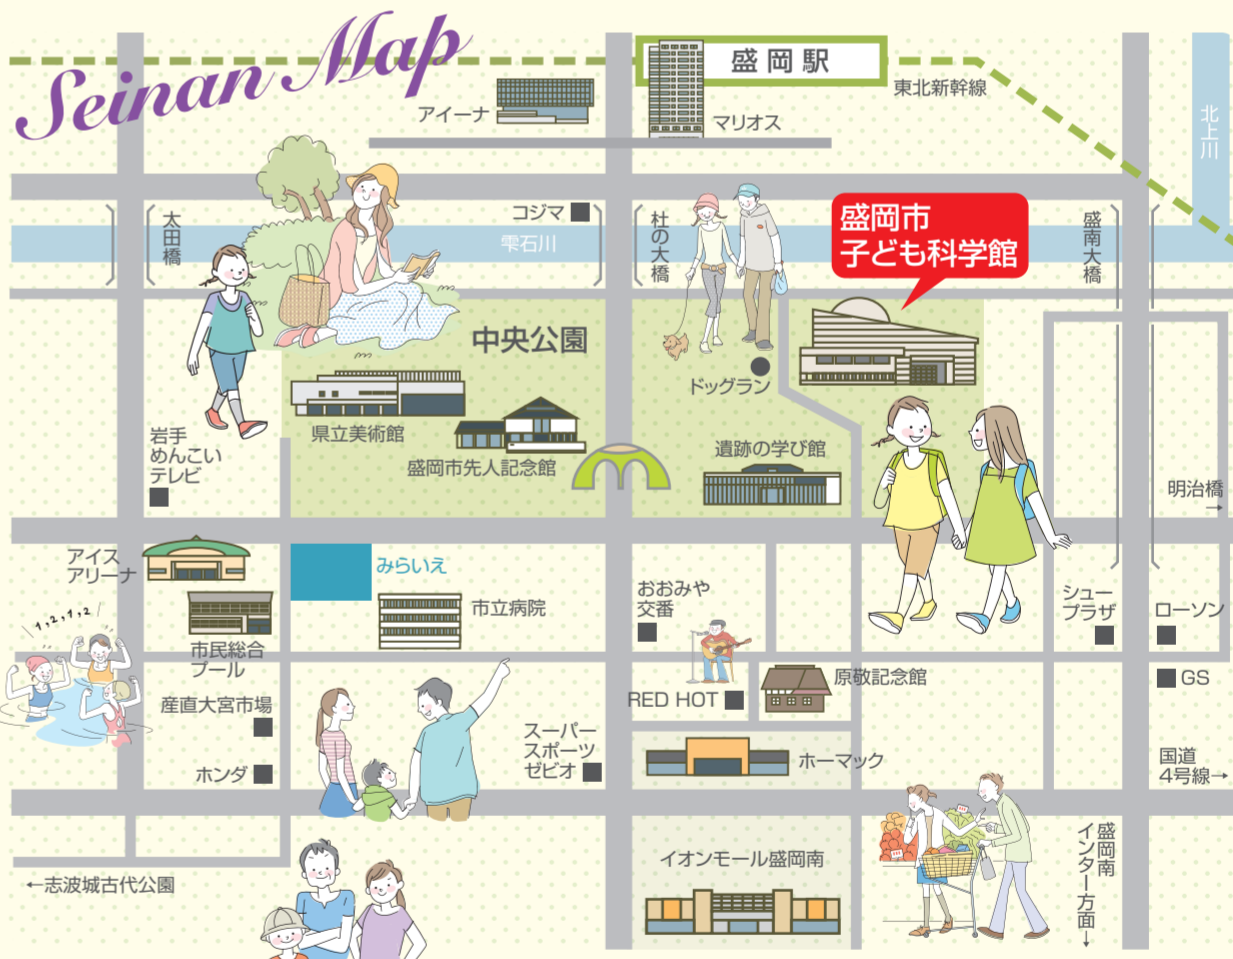 Seinan Map
盛岡駅
東北新幹線
アイーナ
マリオス
北上川
コジマ
太田橋
雫石川
杜の大橋
盛岡市
子ども科学館
盛南大橋
中央公園
ドッグラン
県立美術館
盛岡市先人記念館
遺跡の学び館
岩手
めんこい
テレビ
明治橋
→
アイス
アリーナ
みらいえ
市立病院
おおみや
交番
シュー
プラザ
ローソン
1,2,1,2
市民総合
プール
原敬記念館
GS
産直大宮市場
RED HOT
スーパー
スポーツ
ゼビオ
ホーマック
国道
4号線→
ホンダ
盛岡南
インター方面→
イオンモール盛岡南
←志波城古代公園